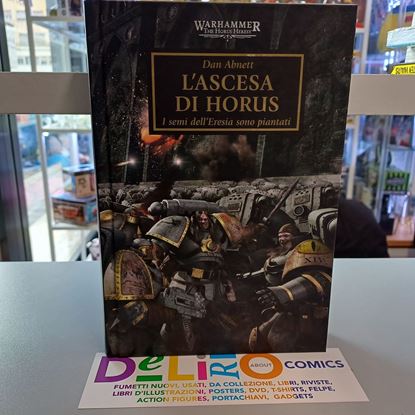 WARHAMMER
THE HORUS HERESY
Dan Abnett
L'ASCESA
DI HORUS
I semi dell'Eresia sono piantati
XII
DeLiRiO
ABOUT
COMICS
FUMETTI NUOVI, USATI, DA COLLEZIONE, LIBRI, RIVISTE,
LIBRI D'ILLUSTRAZIONI, POSTERS, DVD, T-SHIRTS, FELPE,
ACTION FIGURES, PORTACHIAVI, GADGETS